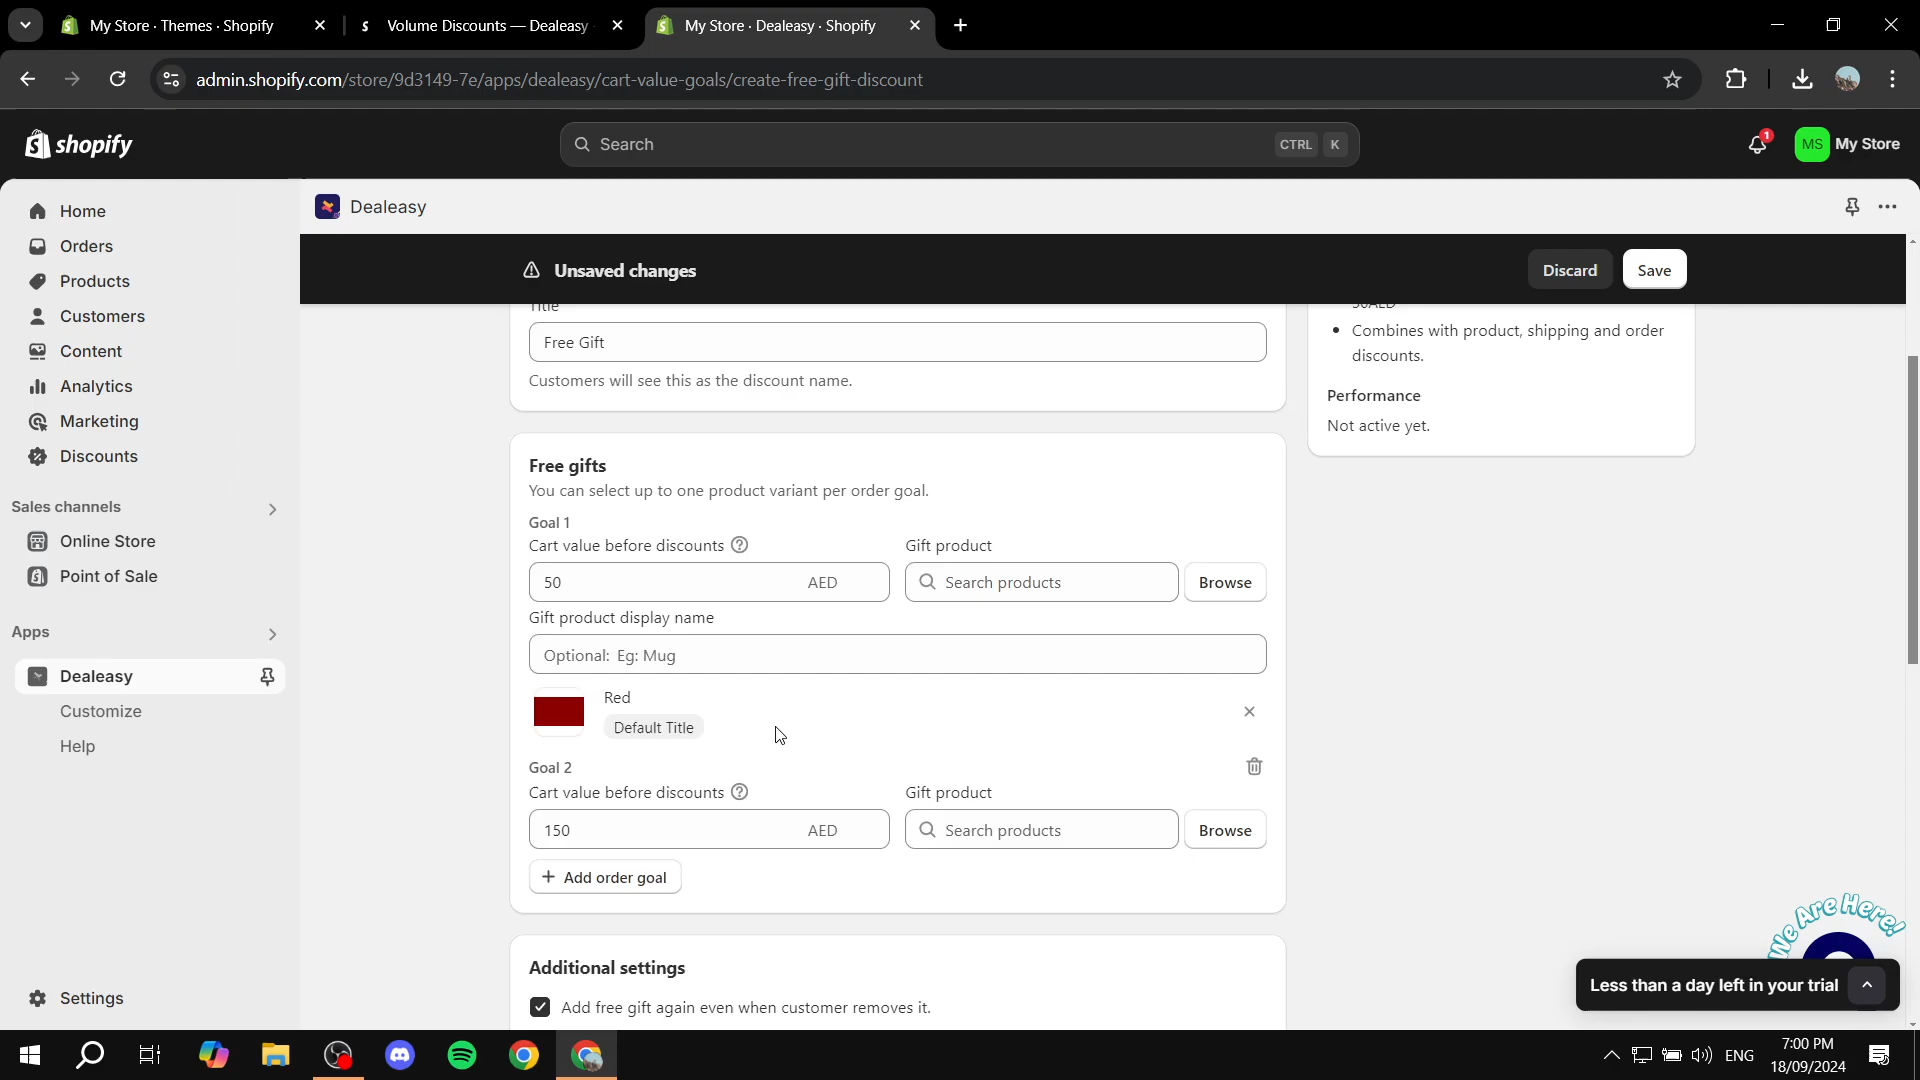 My Store · Themes · Shopify
Volume Discounts — Dealeasy
My Store · Dealeasy · Shopify
admin.shopify.com/store/9d3149-7e/apps/dealeasy/cart-value-goals/create-free-gift-discount
shopify
Search
CTRL K
1
MS
My Store
Home
Orders
Products
Customers
Content
Analytics
Marketing
Discounts
Sales channels
Online Store
Point of Sale
Apps
Dealeasy
Customize
Help
Settings
Dealeasy
Unsaved changes
Discard
Save
Title
Free Gift
Customers will see this as the discount name.
Free gifts
You can select up to one product variant per order goal.
Goal 1
Cart value before discounts
Gift product
50 AED
Search products
Browse
Gift product display name
Optional: Eg: Mug
Red
Default Title
Goal 2
Cart value before discounts
Gift product
150 AED
Search products
Browse
+ Add order goal
Additional settings
Add free gift again even when customer removes it.
50AED
• Combines with product, shipping and order
discounts.
Performance
Not active yet.
We Are Here!
Less than a day left in your trial
ENG
7:00 PM
18/09/2024